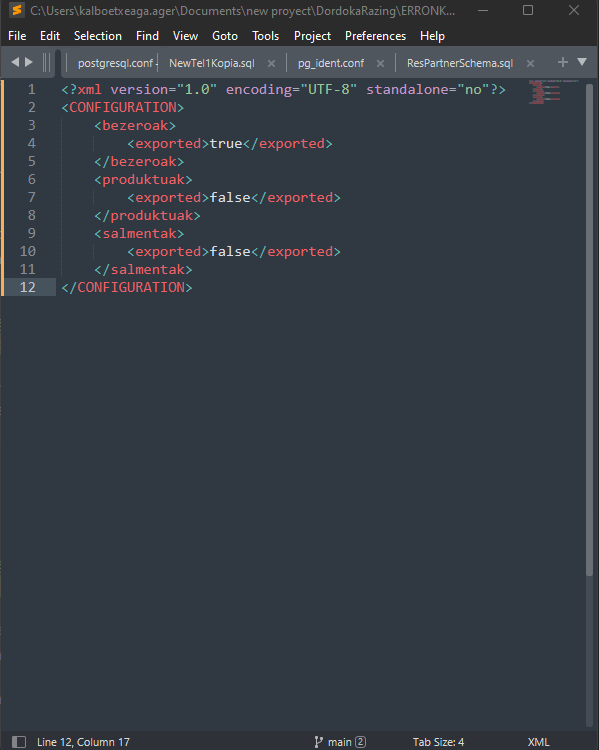 C:\Users\kalboetxeaga.ager\Documents\new proyect\DordokaRazing\ERRONK...
File Edit Selection Find View Goto Tools Project Preferences Help
postgresql.conf - NewTel1Kopia.sql × pg_ident.conf × ResPartnerSchema.sql × +
1 <?xml version="1.0" encoding="UTF-8" standalone="no"?>
2 <CONFIGURATION>
3 <bezeroak>
4 <exported>true</exported>
5 </bezeroak>
6 <produktuak>
7 <exported>false</exported>
8 </produktuak>
9 <salmentak>
10 <exported>false</exported>
11 </salmentak>
12 </CONFIGURATION>
Line 12, Column 17 main 2 Tab Size: 4 XML